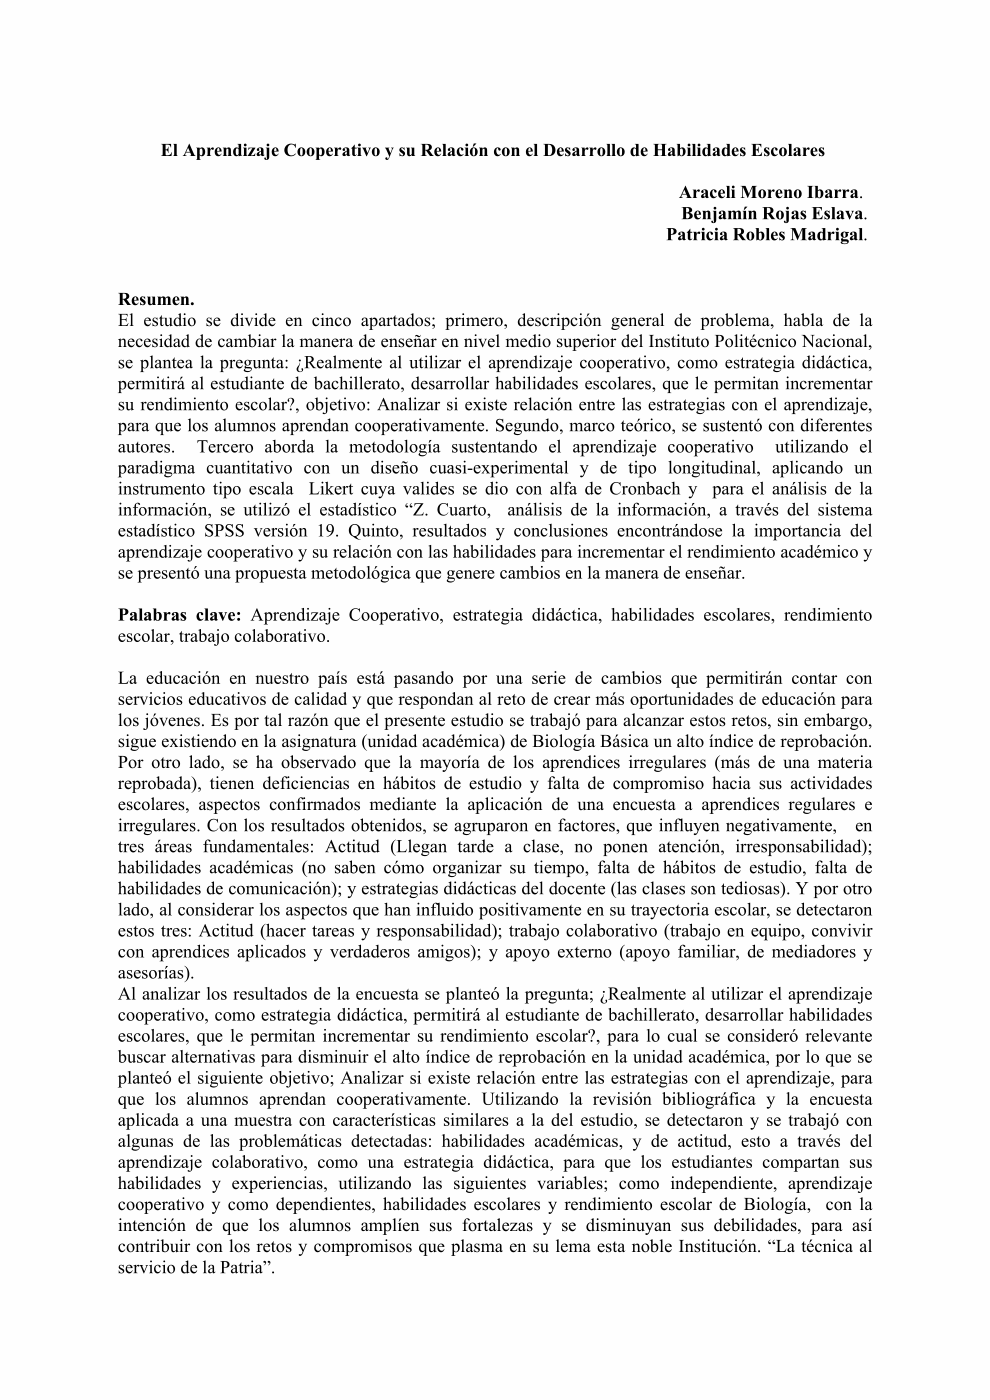 El Aprendizaje Cooperativo y su Relación con el Desarrollo de Habilidades Escolares
Araceli Moreno Ibarra.
Benjamín Rojas Eslava.
Patricia Robles Madrigal.
Resumen.
El estudio se divide en cinco apartados; primero, descripción general de problema, habla de la
necesidad de cambiar la manera de enseñar en nivel medio superior del Instituto Politécnico Nacional,
se plantea la pregunta: ¿Realmente al utilizar el aprendizaje cooperativo, como estrategia didáctica,
permitirá al estudiante de bachillerato, desarrollar habilidades escolares, que le permitan incrementar
su rendimiento escolar?, objetivo: Analizar si existe relación entre las estrategias con el aprendizaje,
para que los alumnos aprendan cooperativamente. Segundo, marco teórico, se sustentó con diferentes
autores. Tercero aborda la metodología sustentando el aprendizaje cooperativo utilizando el
paradigma cuantitativo con un diseño cuasi-experimental y de tipo longitudinal, aplicando un
instrumento tipo escala Likert cuya valides se dio con alfa de Cronbach y para el análisis de la
información, se utilizó el estadístico “Z. Cuarto, análisis de la información, a través del sistema
estadístico SPSS versión 19. Quinto, resultados y conclusiones encontrándose la importancia del
aprendizaje cooperativo y su relación con las habilidades para incrementar el rendimiento académico y
se presentó una propuesta metodológica que genere cambios en la manera de enseñar.
Palabras clave: Aprendizaje Cooperativo, estrategia didáctica, habilidades escolares, rendimiento
escolar, trabajo colaborativo.
La educación en nuestro país está pasando por una serie de cambios que permitirán contar con
servicios educativos de calidad y que respondan al reto de crear más oportunidades de educación para
los jóvenes. Es por tal razón que el presente estudio se trabajó para alcanzar estos retos, sin embargo,
sigue existiendo en la asignatura (unidad académica) de Biología Básica un alto índice de reprobación.
Por otro lado, se ha observado que la mayoría de los aprendices irregulares (más de una materia
reprobada), tienen deficiencias en hábitos de estudio y falta de compromiso hacia sus actividades
escolares, aspectos confirmados mediante la aplicación de una encuesta a aprendices regulares e
irregulares. Con los resultados obtenidos, se agruparon en factores, que influyen negativamente, en
tres áreas fundamentales: Actitud (Llegan tarde a clase, no ponen atención, irresponsabilidad);
habilidades académicas (no saben cómo organizar su tiempo, falta de hábitos de estudio, falta de
habilidades de comunicación); y estrategias didácticas del docente (las clases son tediosas). Y por otro
lado, al considerar los aspectos que han influido positivamente en su trayectoria escolar, se detectaron
estos tres: Actitud (hacer tareas y responsabilidad); trabajo colaborativo (trabajo en equipo, convivir
con aprendices aplicados y verdaderos amigos); y apoyo externo (apoyo familiar, de mediadores y
asesorías).
Al analizar los resultados de la encuesta se planteó la pregunta; ¿Realmente al utilizar el aprendizaje
cooperativo, como estrategia didáctica, permitirá al estudiante de bachillerato, desarrollar habilidades
escolares, que le permitan incrementar su rendimiento escolar?, para lo cual se consideró relevante
buscar alternativas para disminuir el alto índice de reprobación en la unidad académica, por lo que se
planteó el siguiente objetivo; Analizar si existe relación entre las estrategias con el aprendizaje, para
que los alumnos aprendan cooperativamente. Utilizando la revisión bibliográfica y la encuesta
aplicada a una muestra con características similares a la del estudio, se detectaron y se trabajó con
algunas de las problemáticas detectadas: habilidades académicas, y de actitud, esto a través del
aprendizaje colaborativo, como una estrategia didáctica, para que los estudiantes compartan sus
habilidades y experiencias, utilizando las siguientes variables; como independiente, aprendizaje
cooperativo y como dependientes, habilidades escolares y rendimiento escolar de Biología, con la
intención de que los alumnos amplíen sus fortalezas y se disminuyan sus debilidades, para así
contribuir con los retos y compromisos que plasma en su lema esta noble Institución. “La técnica al
servicio de la Patria”.